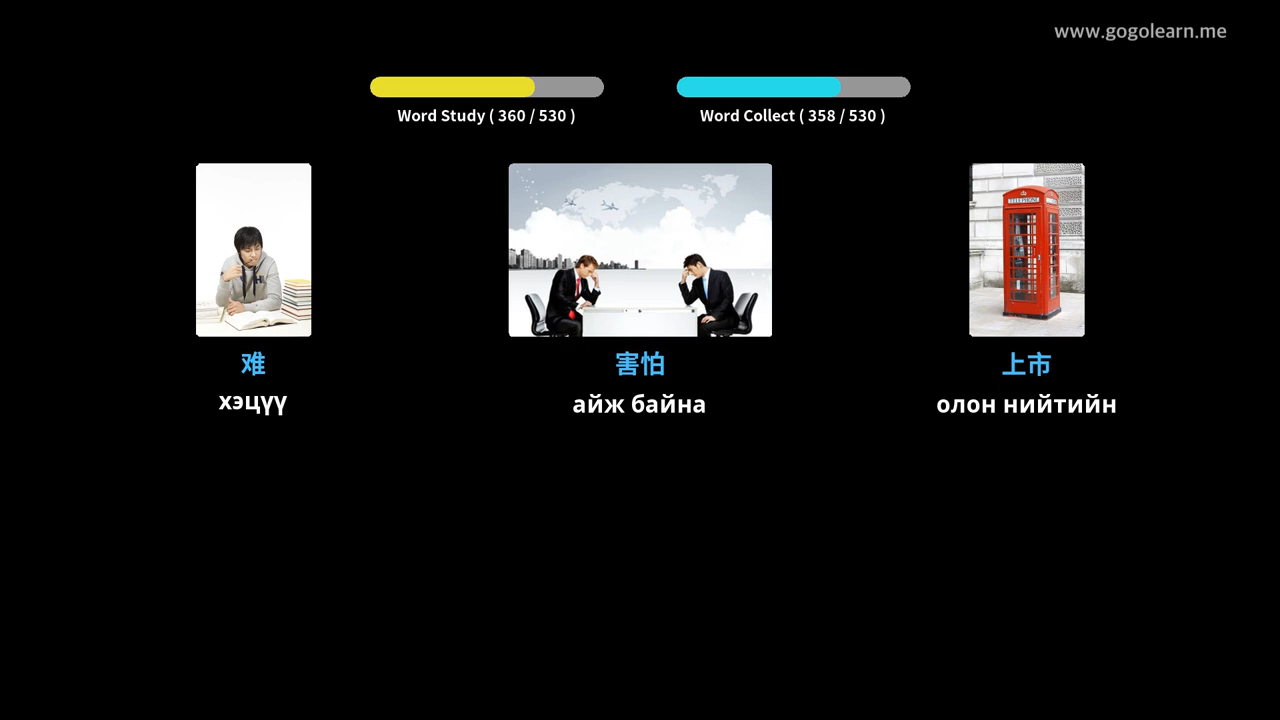 www.gogolearn.me
Word Study ( 360 / 530 )
Word Collect ( 358 / 530 )
TELEPHONE
难
害怕
上市
хэцүү
айж байна
олон нийтийн